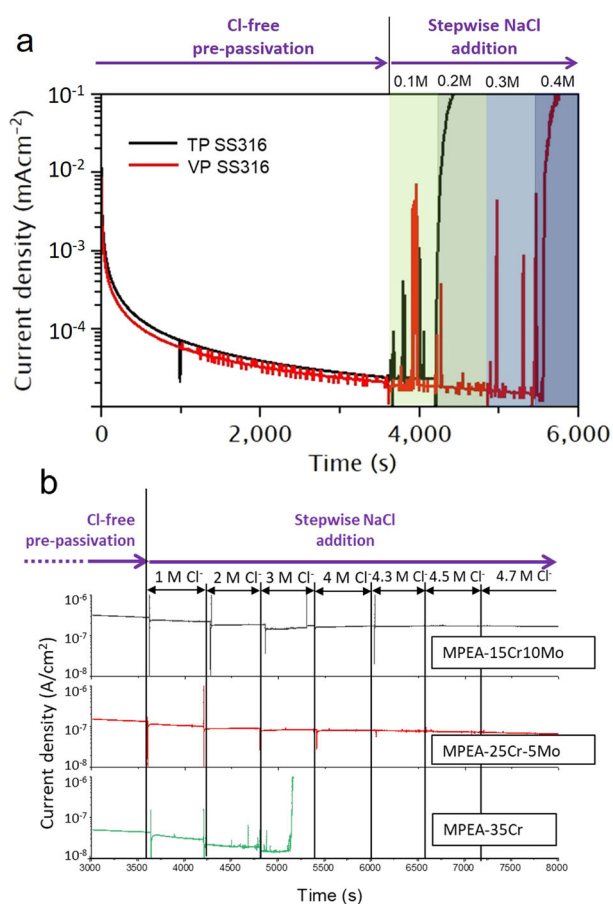 a
Cl-free
pre-passivation
Stepwise NaCl
addition
0.1M 0.2M 0.3M 0.4M
Current density (mAcm⁻²)
10⁻¹
10⁻²
10⁻³
10⁻⁴
TP SS316
VP SS316
0 2,000 4,000 6,000
Time (s)
b
Cl-free
pre-passivation
Stepwise NaCl
addition
1 M Cl⁻ 2 M Cl⁻ 3 M Cl⁻ 4 M Cl⁻ 4.3 M Cl⁻ 4.5 M Cl⁻ 4.7 M Cl⁻
Current density (A/cm²)
10⁻⁶
10⁻⁷
10⁻⁸
MPEA-15Cr10Mo
10⁻⁶
10⁻⁷
10⁻⁸
MPEA-25Cr-5Mo
10⁻⁶
10⁻⁷
10⁻⁸
MPEA-35Cr
3000 3500 4000 4500 5000 5500 6000 6500 7000 7500 8000
Time (s)